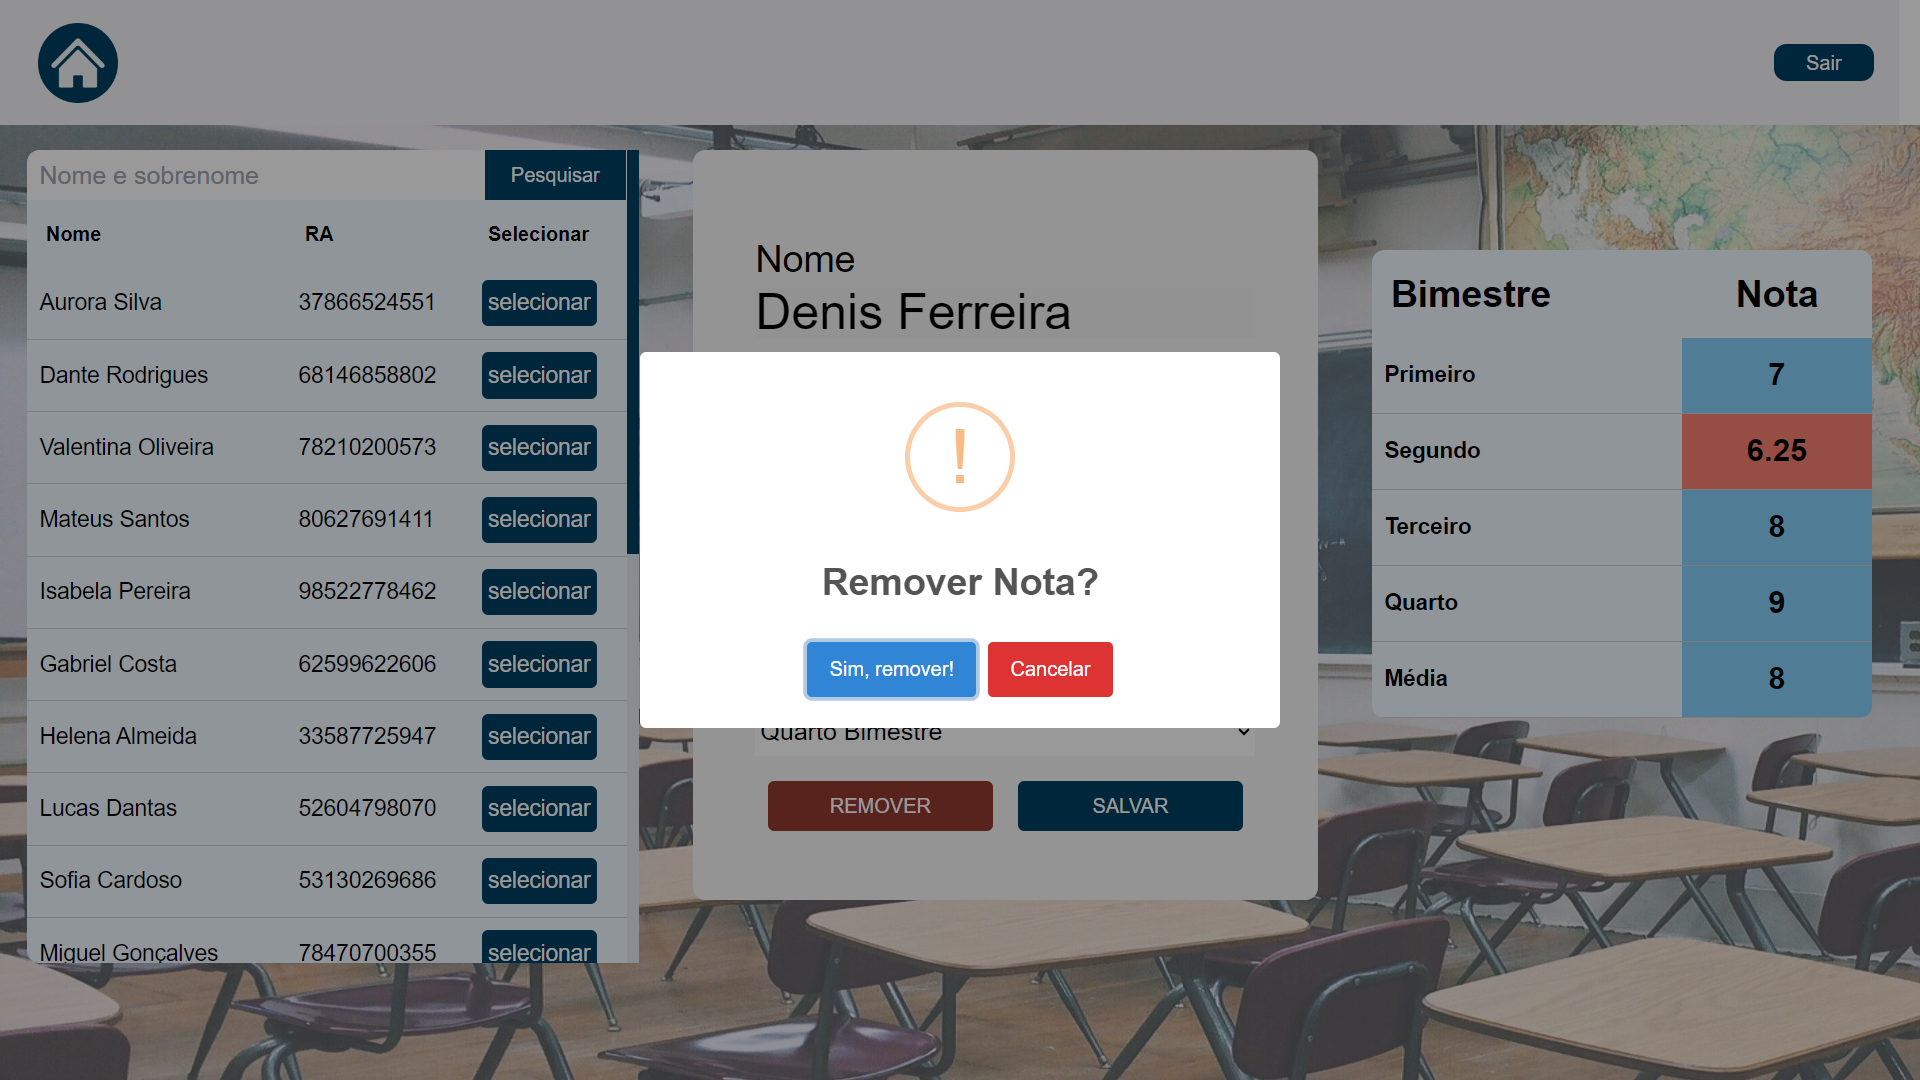 Sair
Nome e sobrenome
Pesquisar
Nome RA Selecionar
Aurora Silva 37866524551 selecionar
Dante Rodrigues 68146858802 selecionar
Valentina Oliveira 78210200573 selecionar
Mateus Santos 80627691411 selecionar
Isabela Pereira 98522778462 selecionar
Gabriel Costa 62599622606 selecionar
Helena Almeida 33587725947 selecionar
Lucas Dantas 52604798070 selecionar
Sofia Cardoso 53130269686 selecionar
Miguel Gonçalves 78470700355 selecionar
Nome
Denis Ferreira
!
Remover Nota?
Sim, remover! Cancelar
Quarto Bimestre
REMOVER SALVAR
Bimestre Nota
Primeiro 7
Segundo 6.25
Terceiro 8
Quarto 9
Média 8